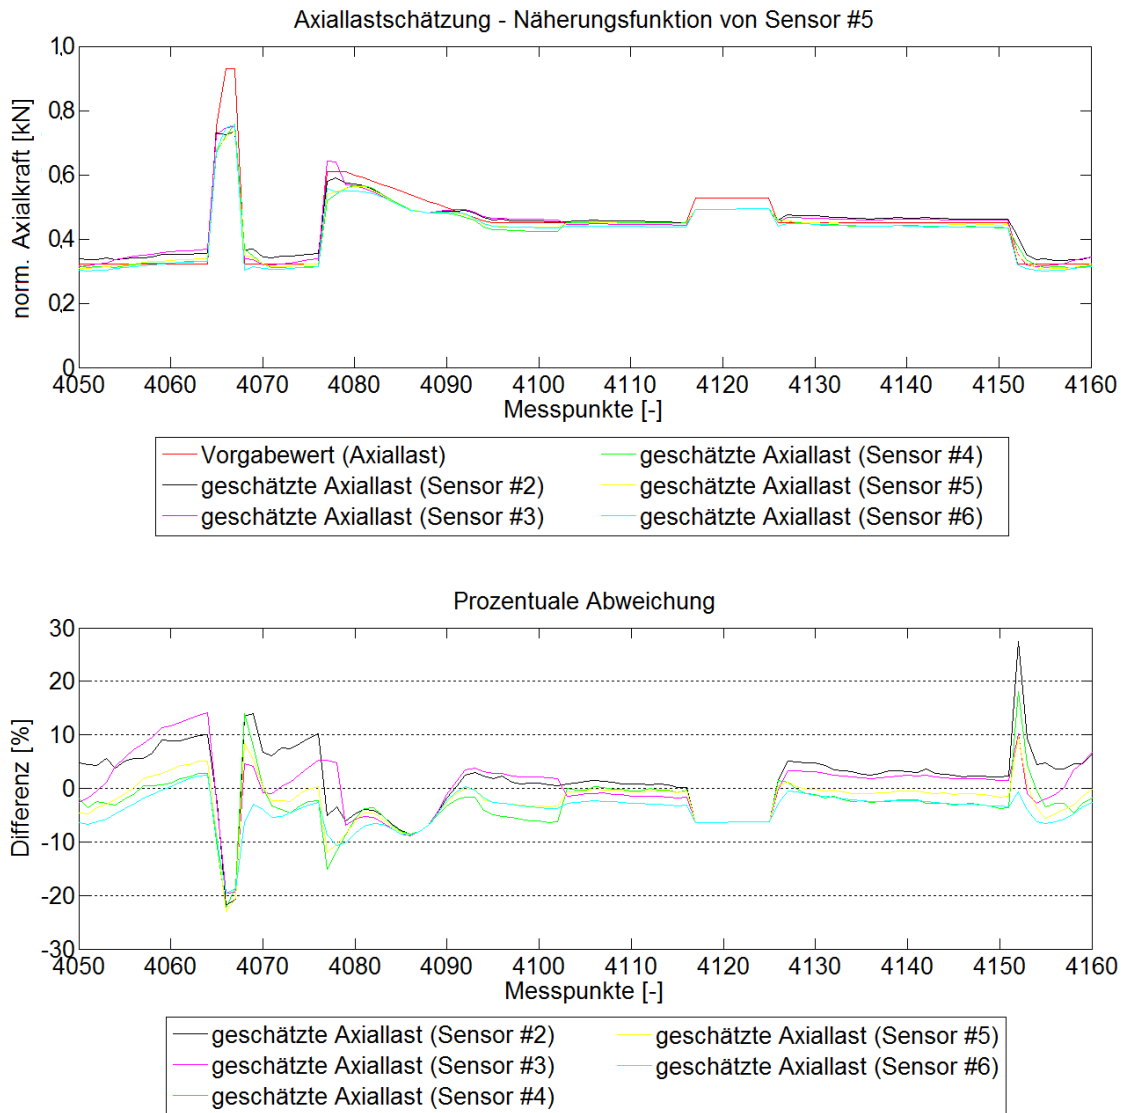 Axiallastschätzung - Näherungsfunktion von Sensor #5
1,0
0,8
0,6
0,4
0,2
0
norm. Axialkraft [kN]
4050 4060 4070 4080 4090 4100 4110 4120 4130 4140 4150 4160
Messpunkte [-]
Vorgabewert (Axiallast)
geschätzte Axiallast (Sensor #2)
geschätzte Axiallast (Sensor #3)
geschätzte Axiallast (Sensor #4)
geschätzte Axiallast (Sensor #5)
geschätzte Axiallast (Sensor #6)
Prozentuale Abweichung
30
20
10
0
-10
-20
-30
Differenz [%]
4050 4060 4070 4080 4090 4100 4110 4120 4130 4140 4150 4160
Messpunkte [-]
geschätzte Axiallast (Sensor #2)
geschätzte Axiallast (Sensor #3)
geschätzte Axiallast (Sensor #4)
geschätzte Axiallast (Sensor #5)
geschätzte Axiallast (Sensor #6)